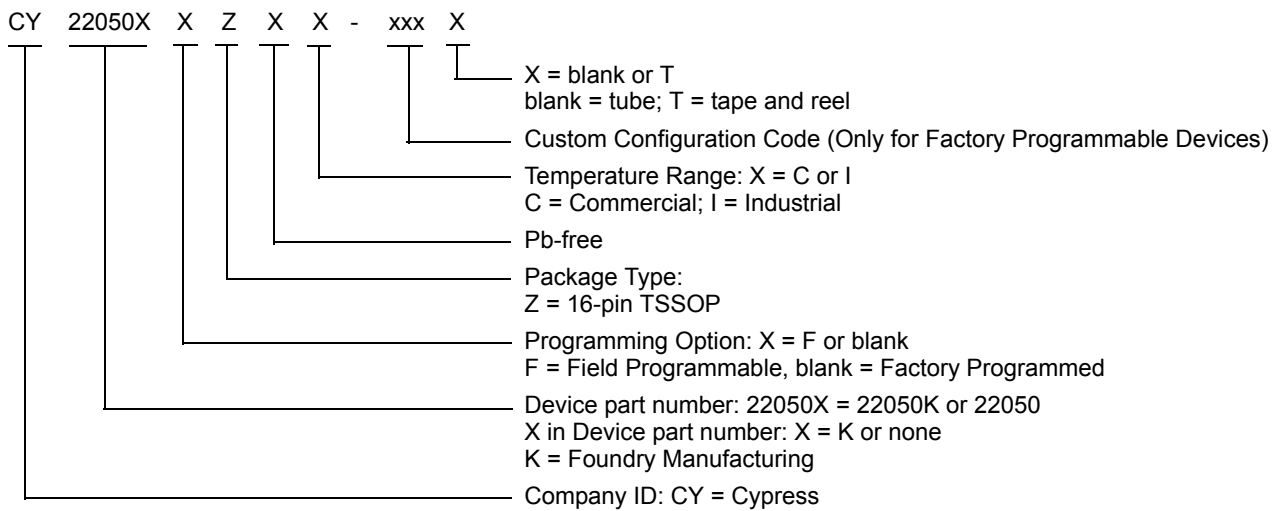 CY 22050X X Z X X - xxx X
X = blank or T
blank = tube; T = tape and reel
Custom Configuration Code (Only for Factory Programmable Devices)
Temperature Range: X = C or I
C = Commercial; I = Industrial
Pb-free
Package Type:
Z = 16-pin TSSOP
Programming Option: X = F or blank
F = Field Programmable, blank = Factory Programmed
Device part number: 22050X = 22050K or 22050
X in Device part number: X = K or none
K = Foundry Manufacturing
Company ID: CY = Cypress